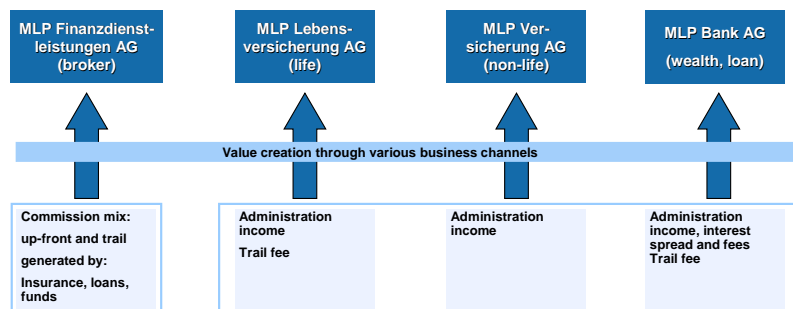 MLP Finanzdienst-
leistungen AG
(broker)
MLP Lebens-
versicherung AG
(life)
MLP Ver-
sicherung AG
(non-life)
MLP Bank AG
(wealth, loan)
Value creation through various business channels
Commission mix:
up-front and trail
generated by:
Insurance, loans,
funds
Administration
income
Trail fee
Administration
income
Administration
income, interest
spread and fees
Trail fee